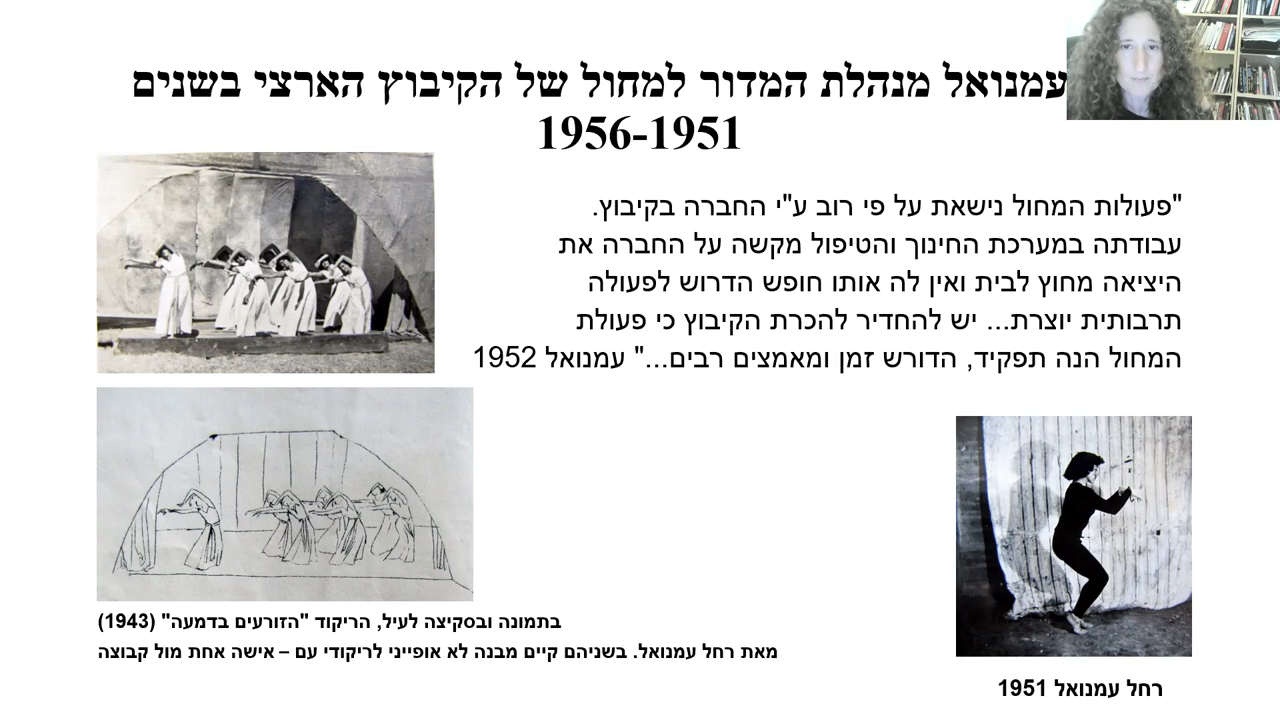 עמנואל מנהלת המדור למחול של הקיבוץ הארצי בשנים
1956-1951
"פעולות המחול נישאת על פי רוב ע"י החברה בקיבוץ.
עבודתה במערכת החינוך והטיפול מקשה על החברה את
היציאה מחוץ לבית ואין לה אותו חופש הדרוש לפעולה
תרבותית יוצרת... יש להחדיר להכרת הקיבוץ כי פעולת
המחול הנה תפקיד, הדורש זמן ומאמצים רבים..." עמנואל 1952
בתמונה ובסקיצה לעיל, הריקוד "הזורעים בדמעה" (1943)
מאת רחל עמנואל. בשניהם קיים מבנה לא אופייני לריקודי עם – אישה אחת מול קבוצה
רחל עמנואל 1951